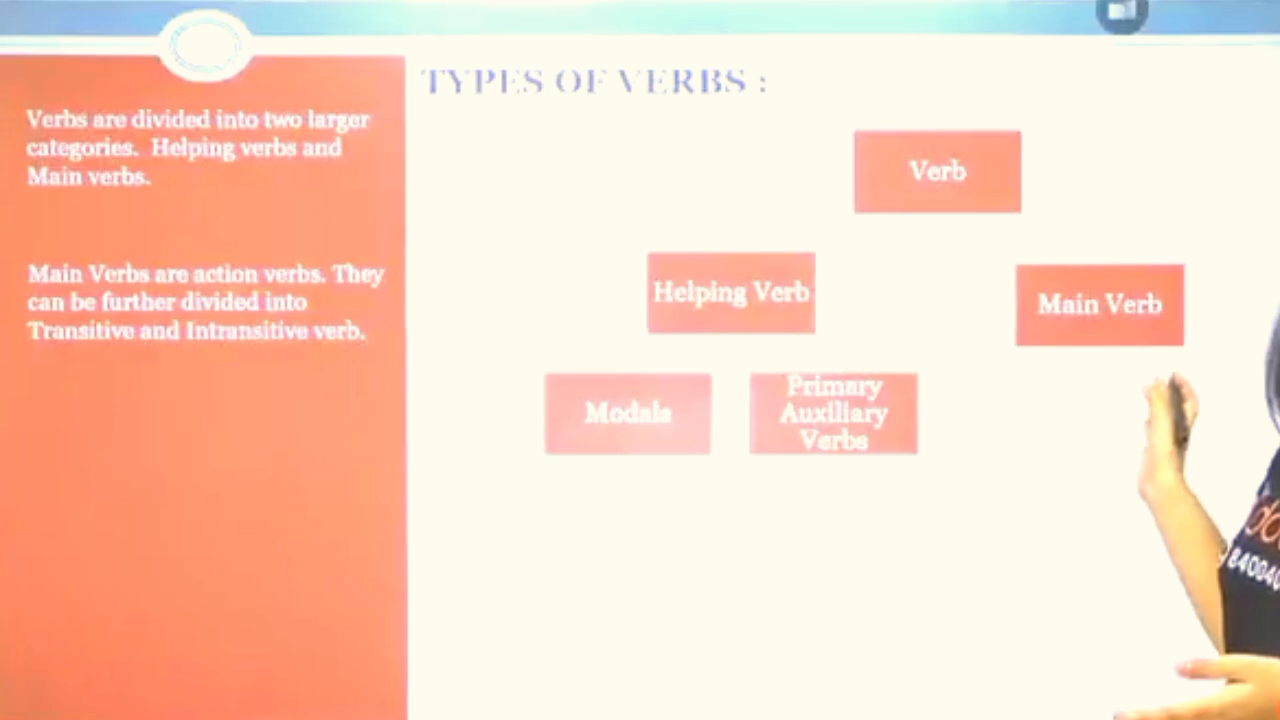 TYPES OF VERBS :
Verbs are divided into two larger
categories. Helping verbs and
Main verbs.
Main Verbs are action verbs. They
can be further divided into
Transitive and Intransitive verb.
Verb
Helping Verb
Main Verb
Modals
Primary
Auxiliary
Verbs